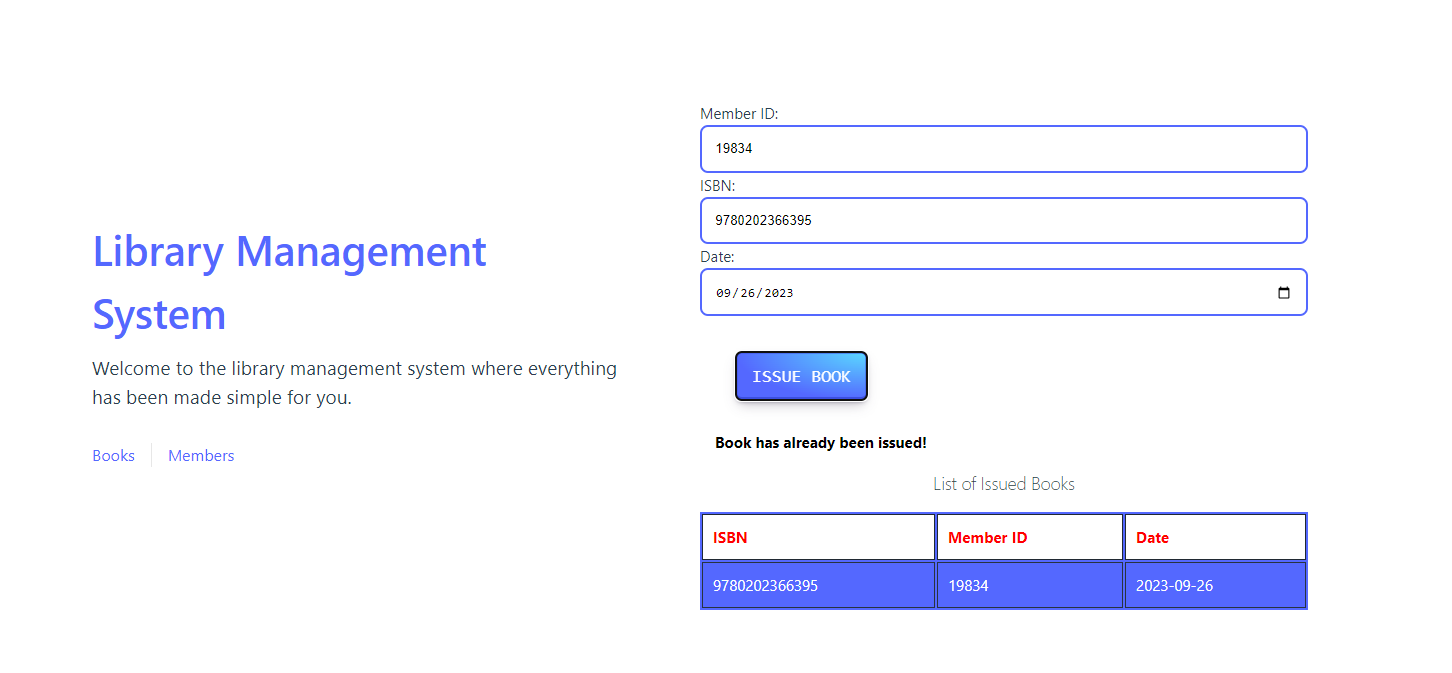 Library Management
System
Welcome to the library management system where everything
has been made simple for you.
Books
Members
Member ID:
19834
ISBN:
9780202366395
Date:
09/26/2023
ISSUE BOOK
Book has already been issued!
List of Issued Books
ISBN Member ID Date
9780202366395 19834 2023-09-26